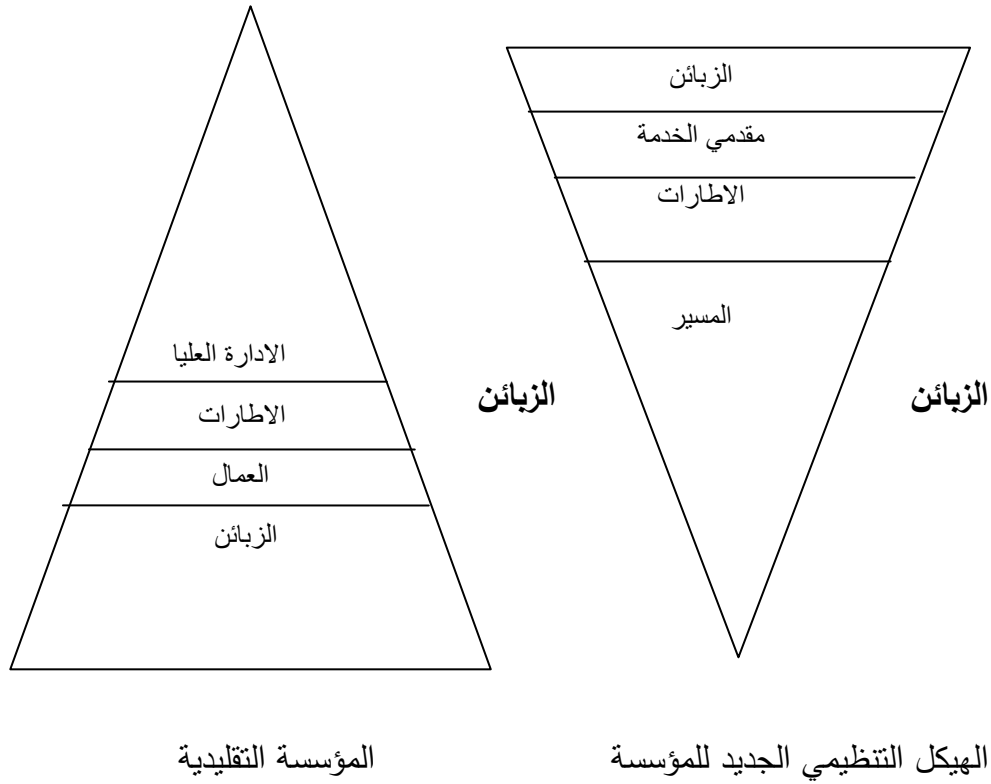 الزبائن
مقدمي الخدمة
الاطارات
المسير
الزبائن
الزبائن
الادارة العليا
الاطارات
العمال
الزبائن
الهيكل التنظيمي الجديد للمؤسسة
المؤسسة التقليدية